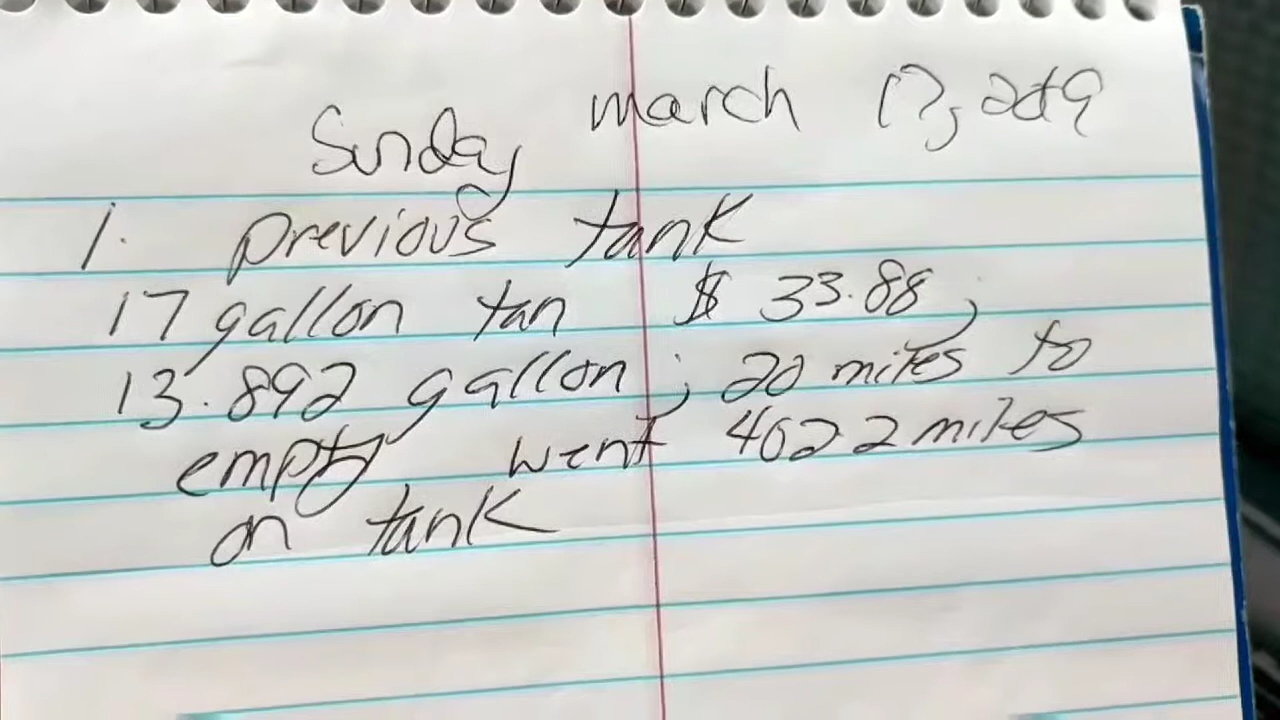 Sunday march 17, 2019
1. previous tank
17 gallon tan $ 33.88;
13.892 gallon; 20 miles to
empty went 4022 miles
on tank